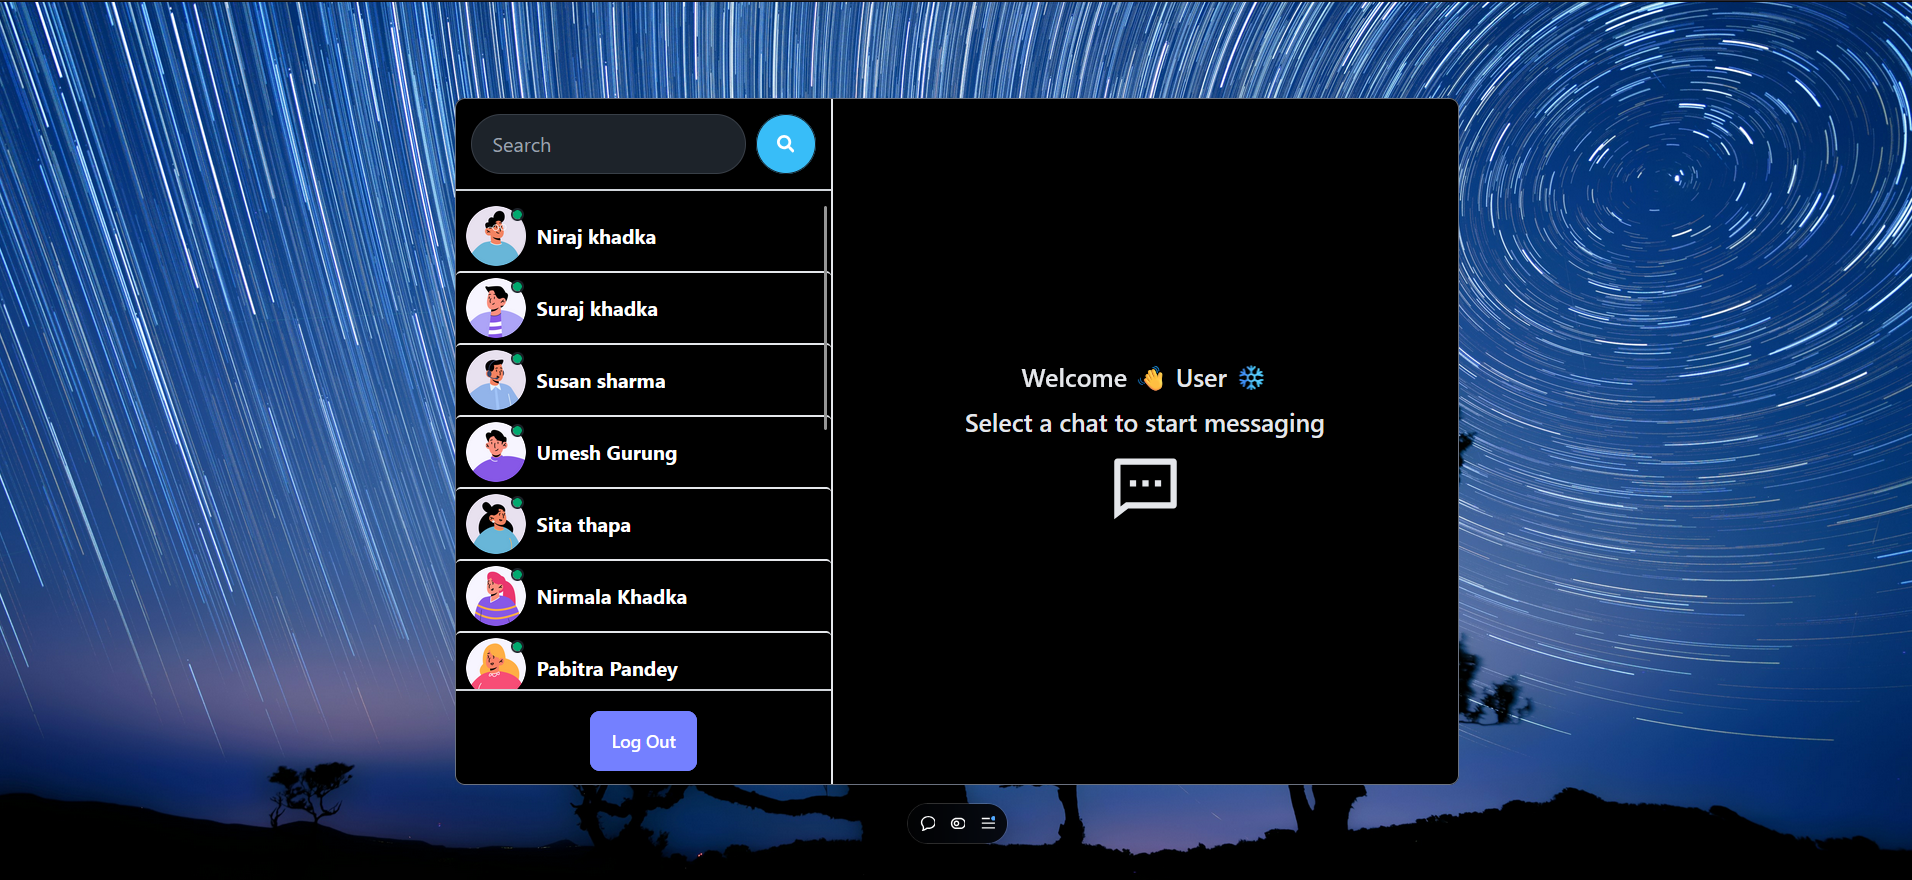 Search
Niraj khadka
Suraj khadka
Susan sharma
Umesh Gurung
Sita thapa
Nirmala Khadka
Pabitra Pandey
Log Out
Welcome 👋 User ❄️
Select a chat to start messaging